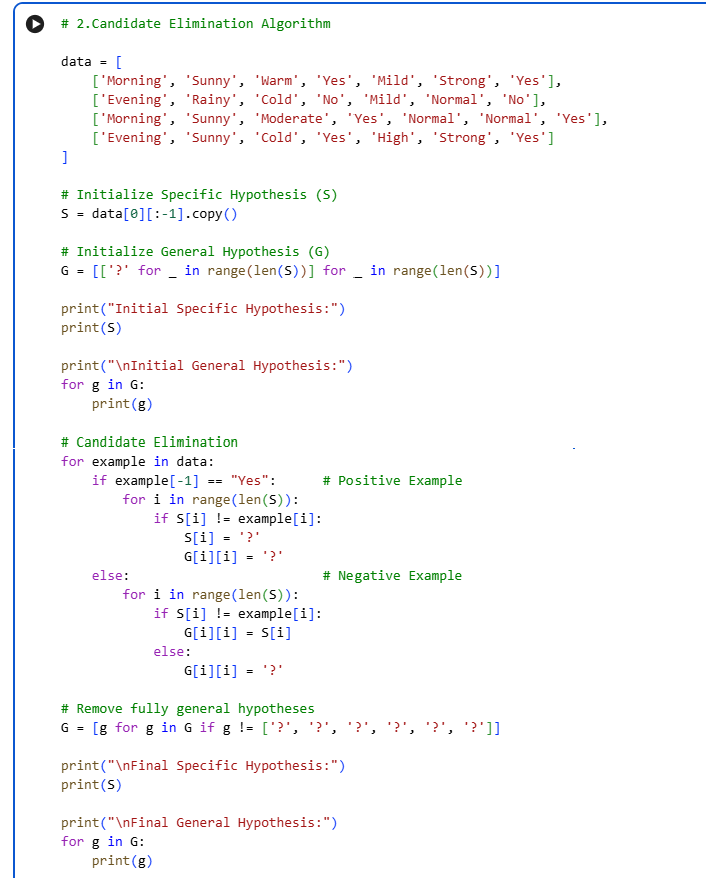 # 2.Candidate Elimination Algorithm

data = [
    ['Morning', 'Sunny', 'Warm', 'Yes', 'Mild', 'Strong', 'Yes'],
    ['Evening', 'Rainy', 'Cold', 'No', 'Mild', 'Normal', 'No'],
    ['Morning', 'Sunny', 'Moderate', 'Yes', 'Normal', 'Normal', 'Yes'],
    ['Evening', 'Sunny', 'Cold', 'Yes', 'High', 'Strong', 'Yes']
]

# Initialize Specific Hypothesis (S)
S = data[0][:-1].copy()

# Initialize General Hypothesis (G)
G = [['?' for _ in range(len(S))] for _ in range(len(S))]

print("Initial Specific Hypothesis:")
print(S)

print("\nInitial General Hypothesis:")
for g in G:
    print(g)

# Candidate Elimination
for example in data:
    if example[-1] == "Yes":      # Positive Example
        for i in range(len(S)):
            if S[i] != example[i]:
                S[i] = '?'
                G[i][i] = '?'
    else:                         # Negative Example
        for i in range(len(S)):
            if S[i] != example[i]:
                G[i][i] = S[i]
            else:
                G[i][i] = '?'

# Remove fully general hypotheses
G = [g for g in G if g != ['?', '?', '?', '?', '?', '?']]

print("\nFinal Specific Hypothesis:")
print(S)

print("\nFinal General Hypothesis:")
for g in G:
    print(g)